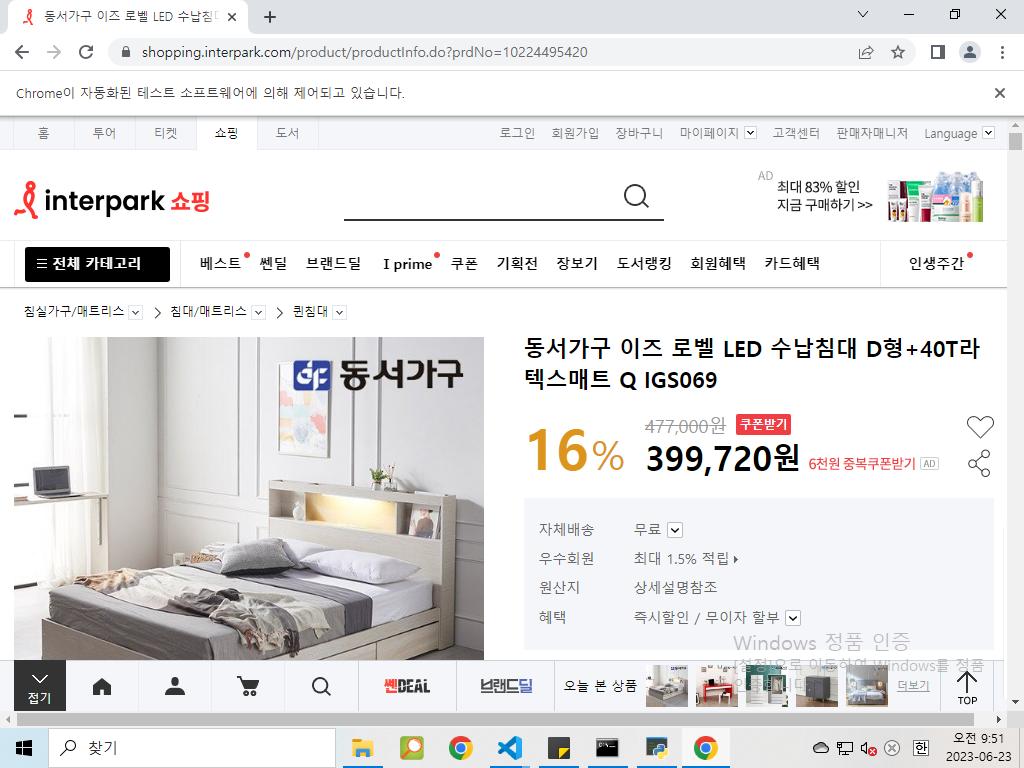 동서가구 이즈 로벨 LED 수납침대
shopping.interpark.com/product/productInfo.do?prdNo=10224495420
Chrome이 자동화된 테스트 소프트웨어에 의해 제어되고 있습니다.
홈 투어 티켓 쇼핑 도서 로그인 회원가입 장바구니 마이페이지 고객센터 판매자매니저 Language
interpark 쇼핑
AD 최대 83% 할인
지금 구매하기 >>
전체 카테고리 베스트 쎈딜 브랜드딜 I prime 쿠폰 기획전 장보기 도서랭킹 회원혜택 카드혜택 인생주간
침실가구/매트리스 침대/매트리스 퀸침대
동서가구
동서가구 이즈 로벨 LED 수납침대 D형+40T라
텍스매트 Q IGS069
16% 477,000원 쿠폰받기
399,720원 6천원 중복쿠폰받기 AD
자체배송 무료
우수회원 최대 1.5% 적립
원산지 상세설명참조
혜택 즉시할인 / 무이자 할부
Windows 정품 인증
[설정]으로 이동하여 Windows를 정품
접기 쎈DEAL 브랜드딜 오늘 본 상품 더보기 TOP
찾기
한
오전 9:51
2023-06-23